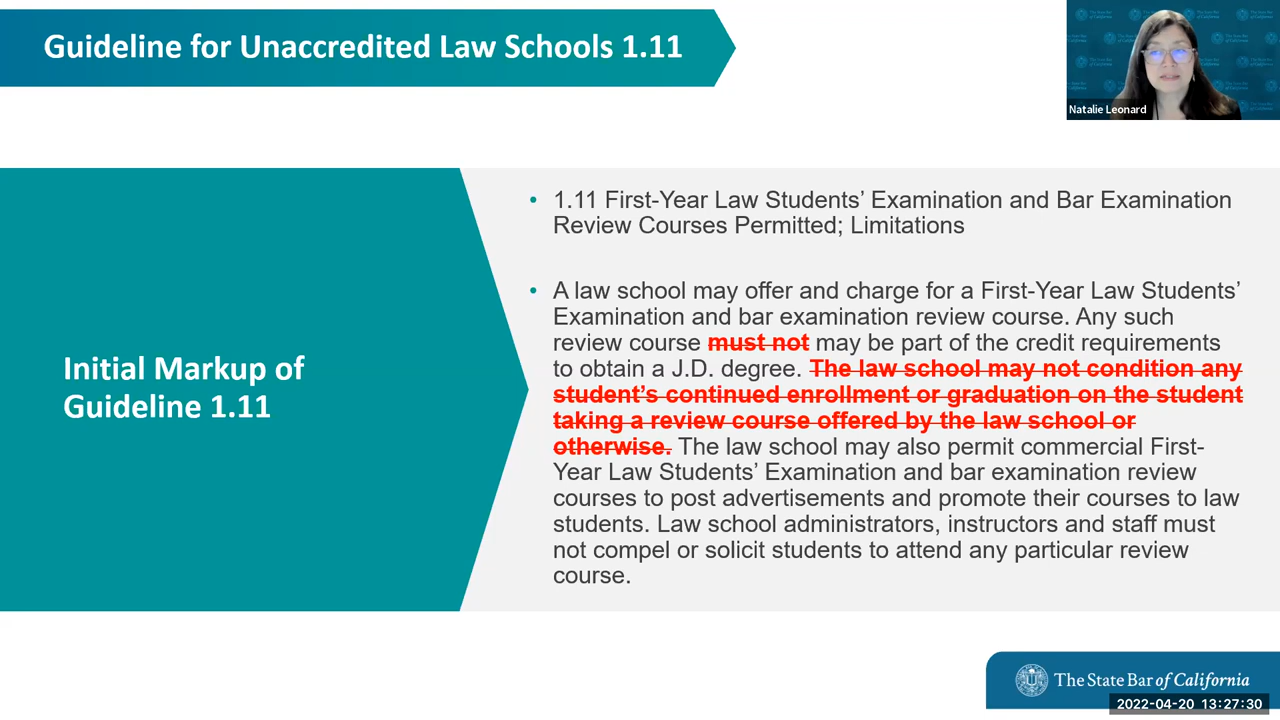 Guideline for Unaccredited Law Schools 1.11
Natalie Leonard
Initial Markup of
Guideline 1.11
• 1.11 First-Year Law Students’ Examination and Bar Examination
Review Courses Permitted; Limitations
• A law school may offer and charge for a First-Year Law Students’
Examination and bar examination review course. Any such
review course must not may be part of the credit requirements
to obtain a J.D. degree. The law school may not condition any
student’s continued enrollment or graduation on the student
taking a review course offered by the law school or
otherwise. The law school may also permit commercial First-
Year Law Students’ Examination and bar examination review
courses to post advertisements and promote their courses to law
students. Law school administrators, instructors and staff must
not compel or solicit students to attend any particular review
course.
The State Bar of California
2022-04-20 13:27:30